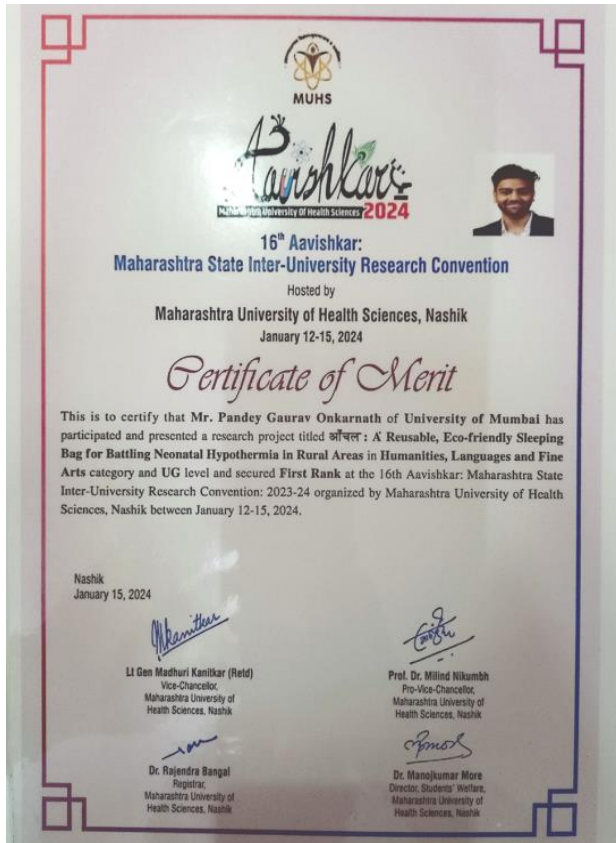 MUHS
Aavishkar
Maharashtra University Of Health Sciences 2024
16th Aavishkar:
Maharashtra State Inter-University Research Convention
Hosted by
Maharashtra University of Health Sciences, Nashik
January 12-15, 2024
Certificate of Merit
This is to certify that Mr. Pandey Gaurav Onkarnath of University of Mumbai has
participated and presented a research project titled आँचल : A Reusable, Eco-friendly Sleeping
Bag for Battling Neonatal Hypothermia in Rural Areas in Humanities, Languages and Fine
Arts category and UG level and secured First Rank at the 16th Aavishkar: Maharashtra State
Inter-University Research Convention: 2023-24 organized by Maharashtra University of Health
Sciences, Nashik between January 12-15, 2024.
Nashik
January 15, 2024
Lt Gen Madhuri Kanitkar (Retd)
Vice-Chancellor,
Maharashtra University of
Health Sciences, Nashik
Prof. Dr. Milind Nikumbh
Pro-Vice-Chancellor,
Maharashtra University of
Health Sciences, Nashik
Dr. Rajendra Bangal
Registrar,
Maharashtra University of
Health Sciences, Nashik
Dr. Manojkumar More
Director, Students' Welfare,
Maharashtra University of
Health Sciences, Nashik